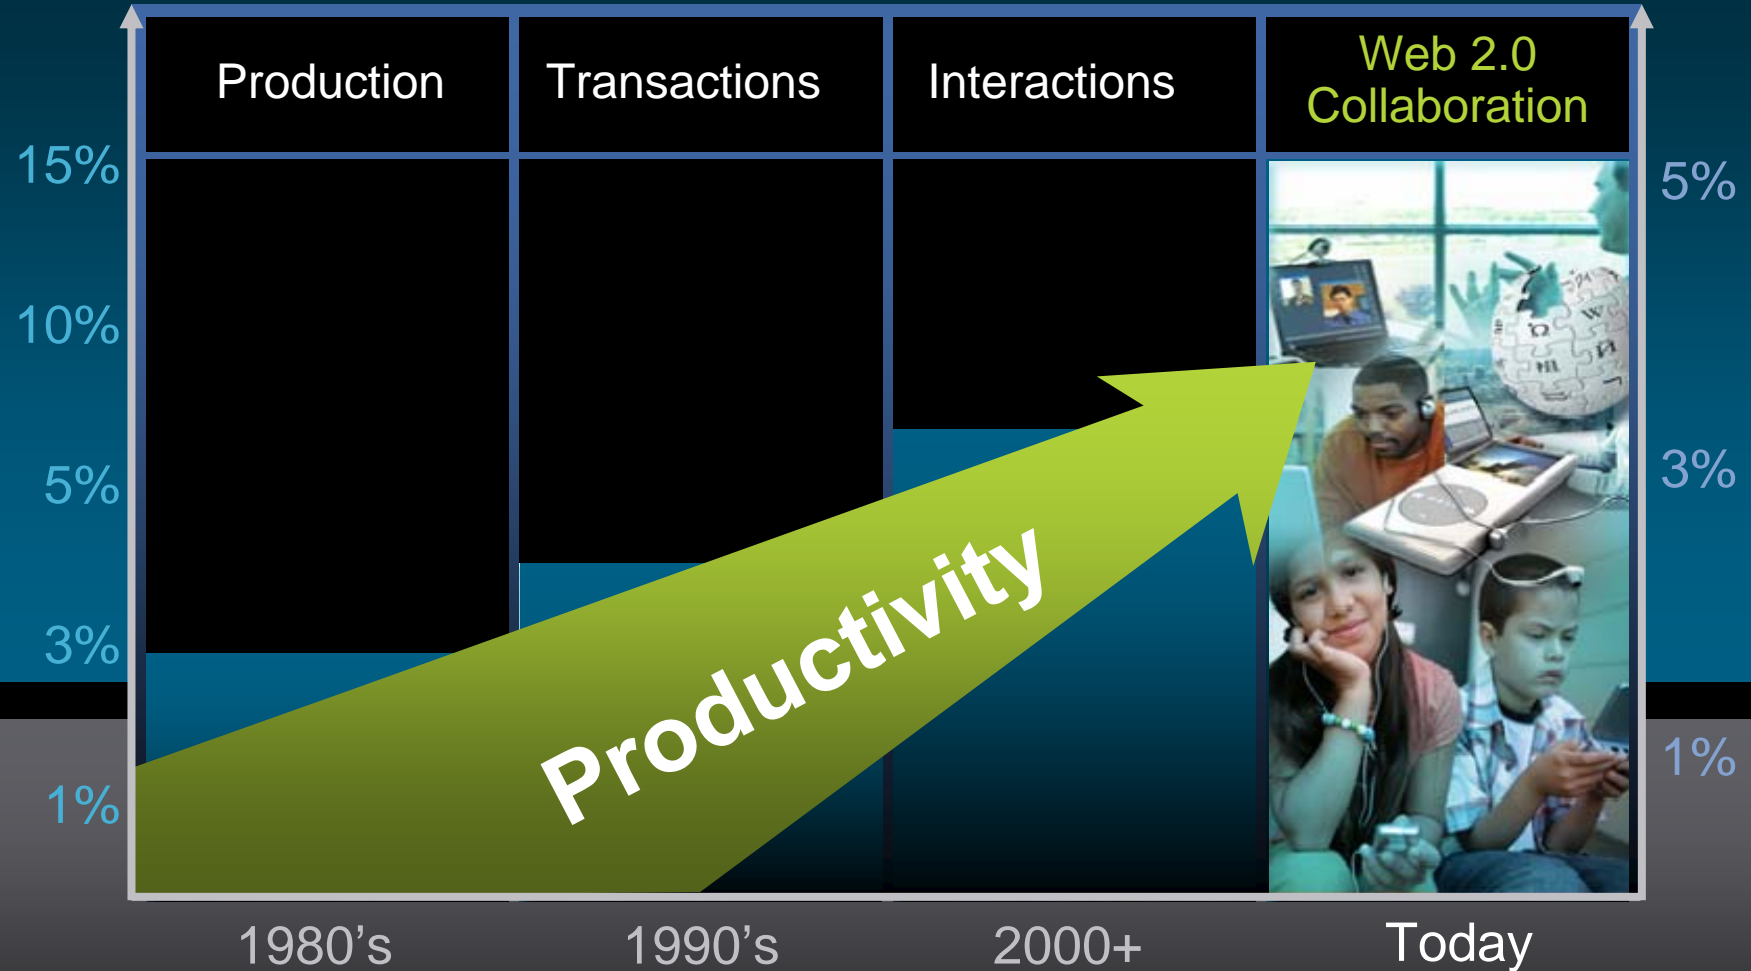 Production
Transactions
Interactions
Web 2.0
Collaboration
15%
10%
5%
3%
1%
5%
3%
1%
Productivity
1980’s
1990’s
2000+
Today